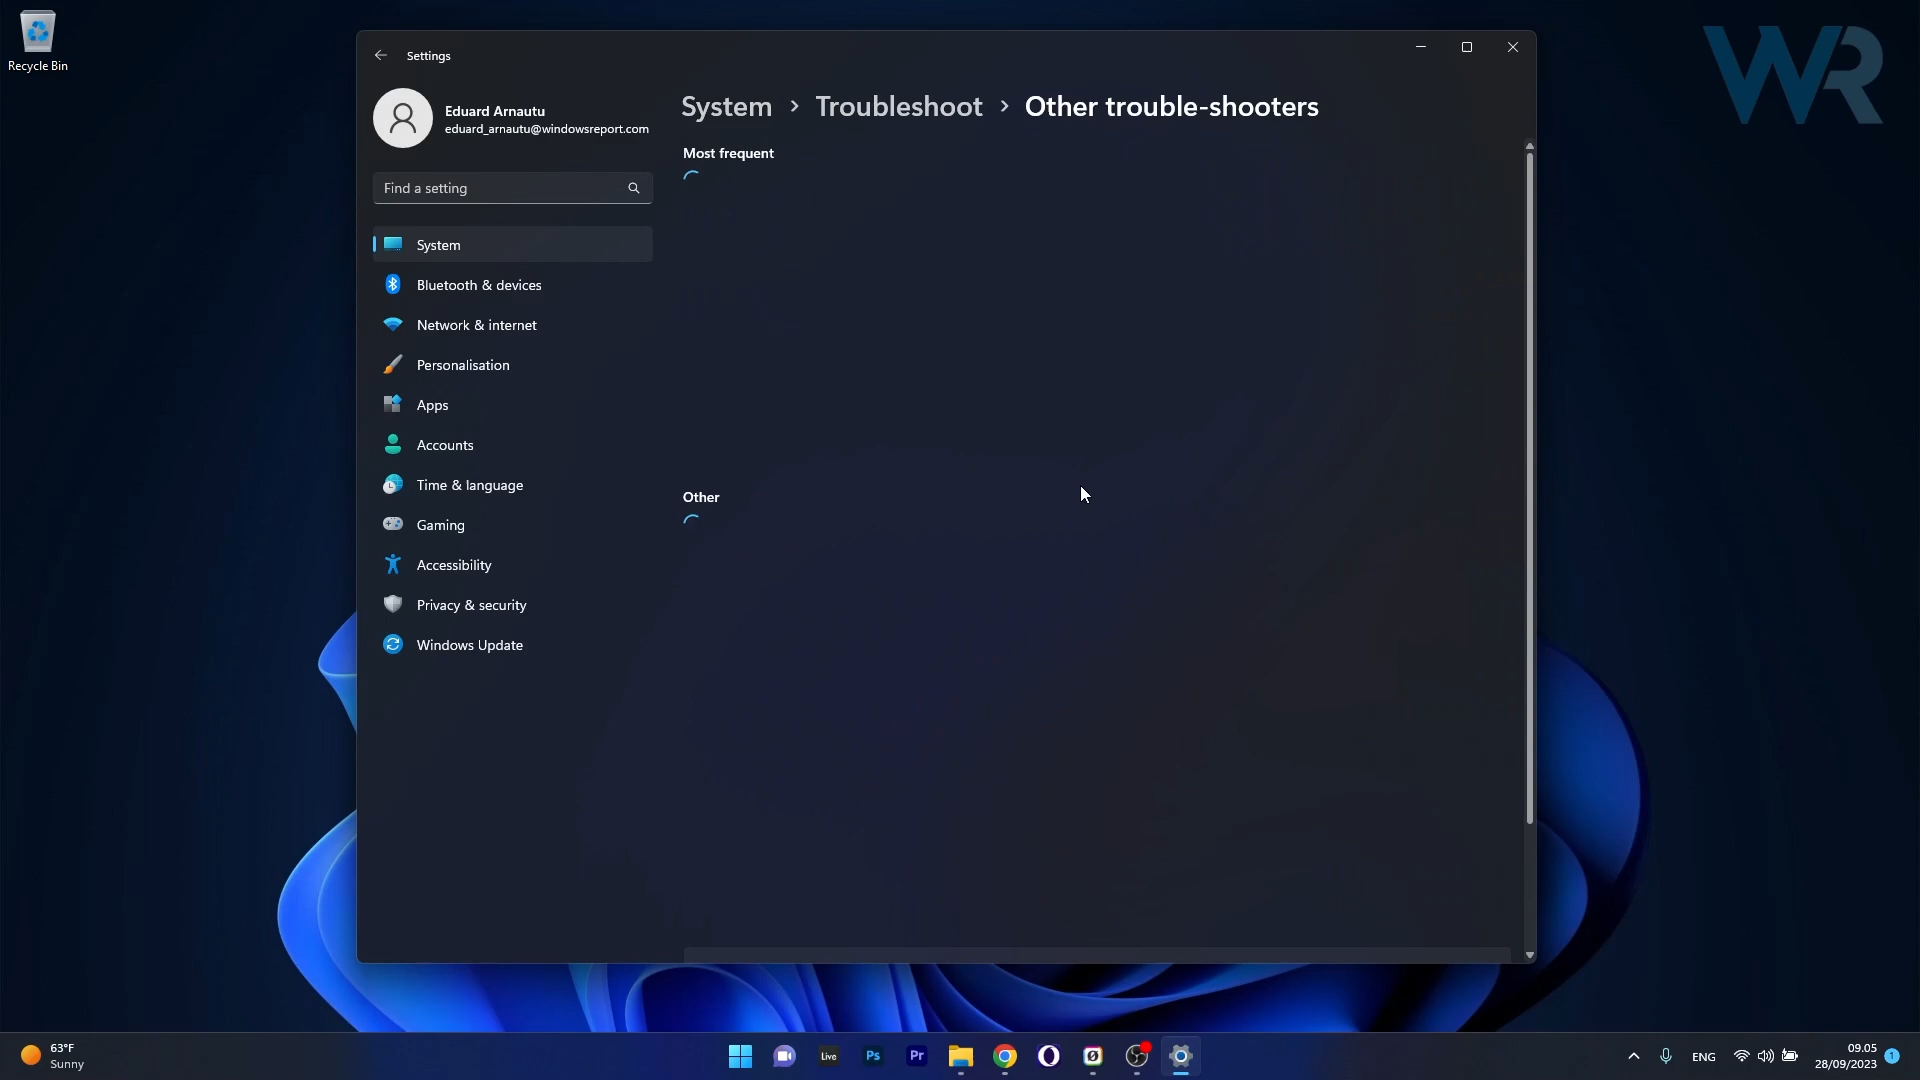 Recycle Bin
WR
Settings
Eduard Arnautu
eduard_arnautu@windowsreport.com
Find a setting
System
Bluetooth & devices
Network & internet
Personalisation
Apps
Accounts
Time & language
Gaming
Accessibility
Privacy & security
Windows Update
System > Troubleshoot > Other trouble-shooters
Most frequent
Other
63°F
Sunny
Live
Ps
Pr
ENG
09.05
28/09/2023
1